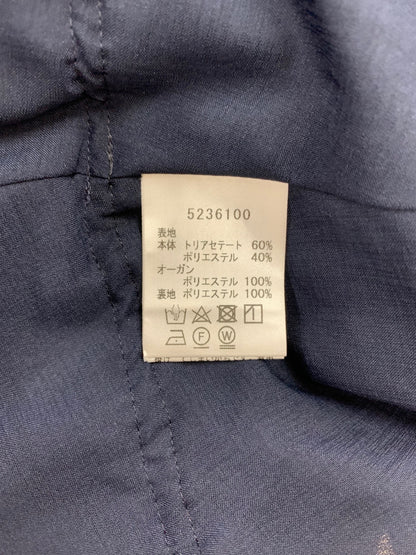 5236100
表地
本体 トリアセテート 60%
ポリエステル 40%
オーガン
ポリエステル 100%
裏地 ポリエステル 100%
F W